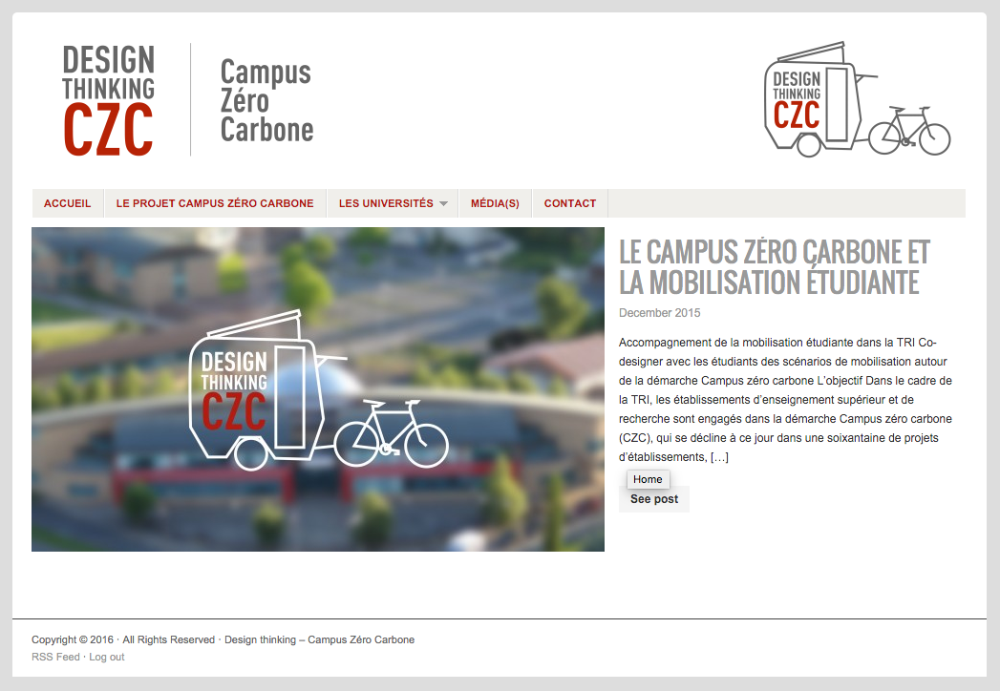 DESIGN
THINKING
CZC
Campus
Zéro
Carbone
DESIGN
THINKING
CZC
ACCUEIL
LE PROJET CAMPUS ZÉRO CARBONE
LES UNIVERSITÉS
MÉDIA(S)
CONTACT
DESIGN
THINKING
CZC
LE CAMPUS ZÉRO CARBONE ET
LA MOBILISATION ÉTUDIANTE
December 2015
Accompagnement de la mobilisation étudiante dans la TRI Co-
designer avec les étudiants des scénarios de mobilisation autour
de la démarche Campus zéro carbone L’objectif Dans le cadre de
la TRI, les établissements d’enseignement supérieur et de
recherche sont engagés dans la démarche Campus zéro carbone
(CZC), qui se décline à ce jour dans une soixantaine de projets
d’établissements, […]
Home
See post
Copyright © 2016 · All Rights Reserved · Design thinking – Campus Zéro Carbone
RSS Feed · Log out